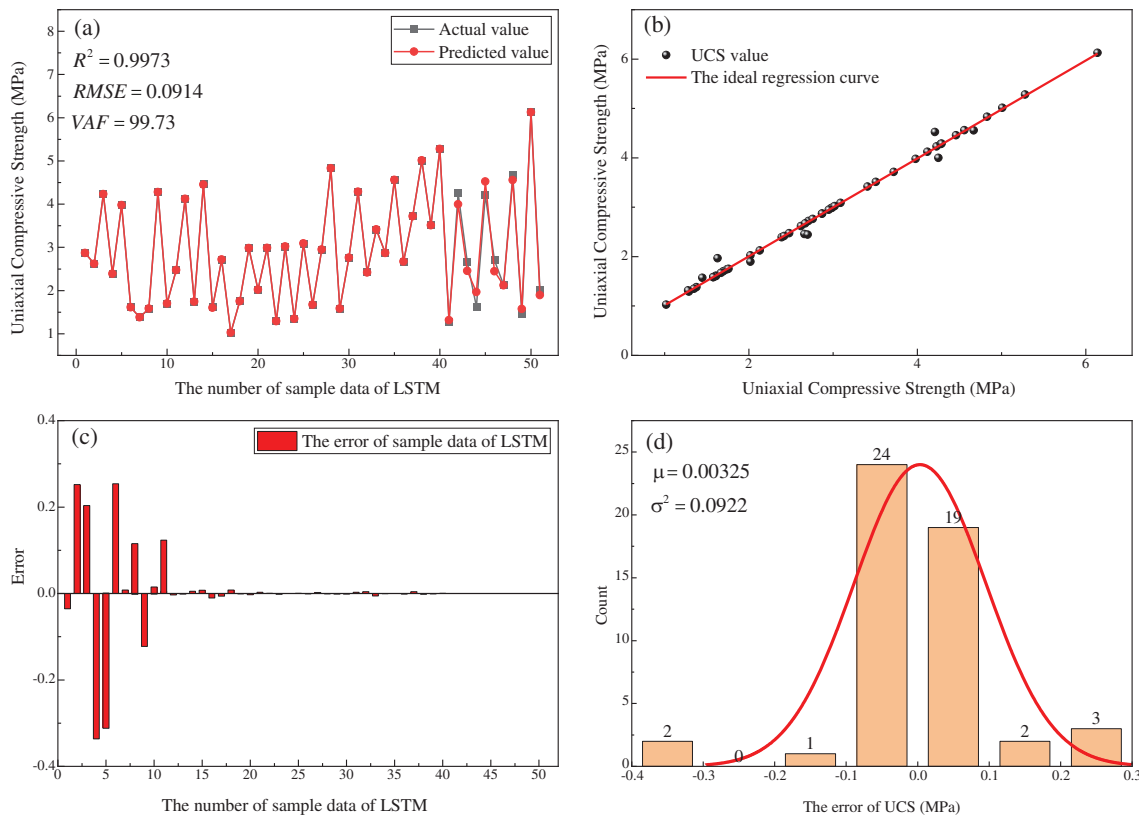 (a)
Actual value
Predicted value
R² = 0.9973
RMSE = 0.0914
VAF = 99.73
Uniaxial Compressive Strength (MPa)
8
7
6
5
4
3
2
1
0 10 20 30 40 50
The number of sample data of LSTM
(b)
UCS value
The ideal regression curve
Uniaxial Compressive Strength (MPa)
6
4
2
0
2 4 6
Uniaxial Compressive Strength (MPa)
(c)
The error of sample data of LSTM
Error
0.4
0.2
0.0
-0.2
-0.4
0 5 10 15 20 25 30 35 40 45 50
The number of sample data of LSTM
(d)
μ = 0.00325
σ² = 0.0922
Count
25
20
15
10
5
0
2 0 1 24 19 2 3
-0.4 -0.3 -0.2 -0.1 0.0 0.1 0.2 0.3
The error of UCS (MPa)